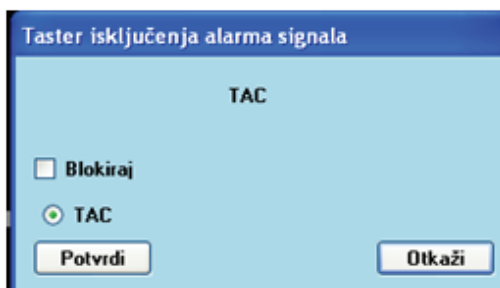 Taster isključenja alarma signala
TAC
Blokiraj
TAC
Potvrdi Otkaži